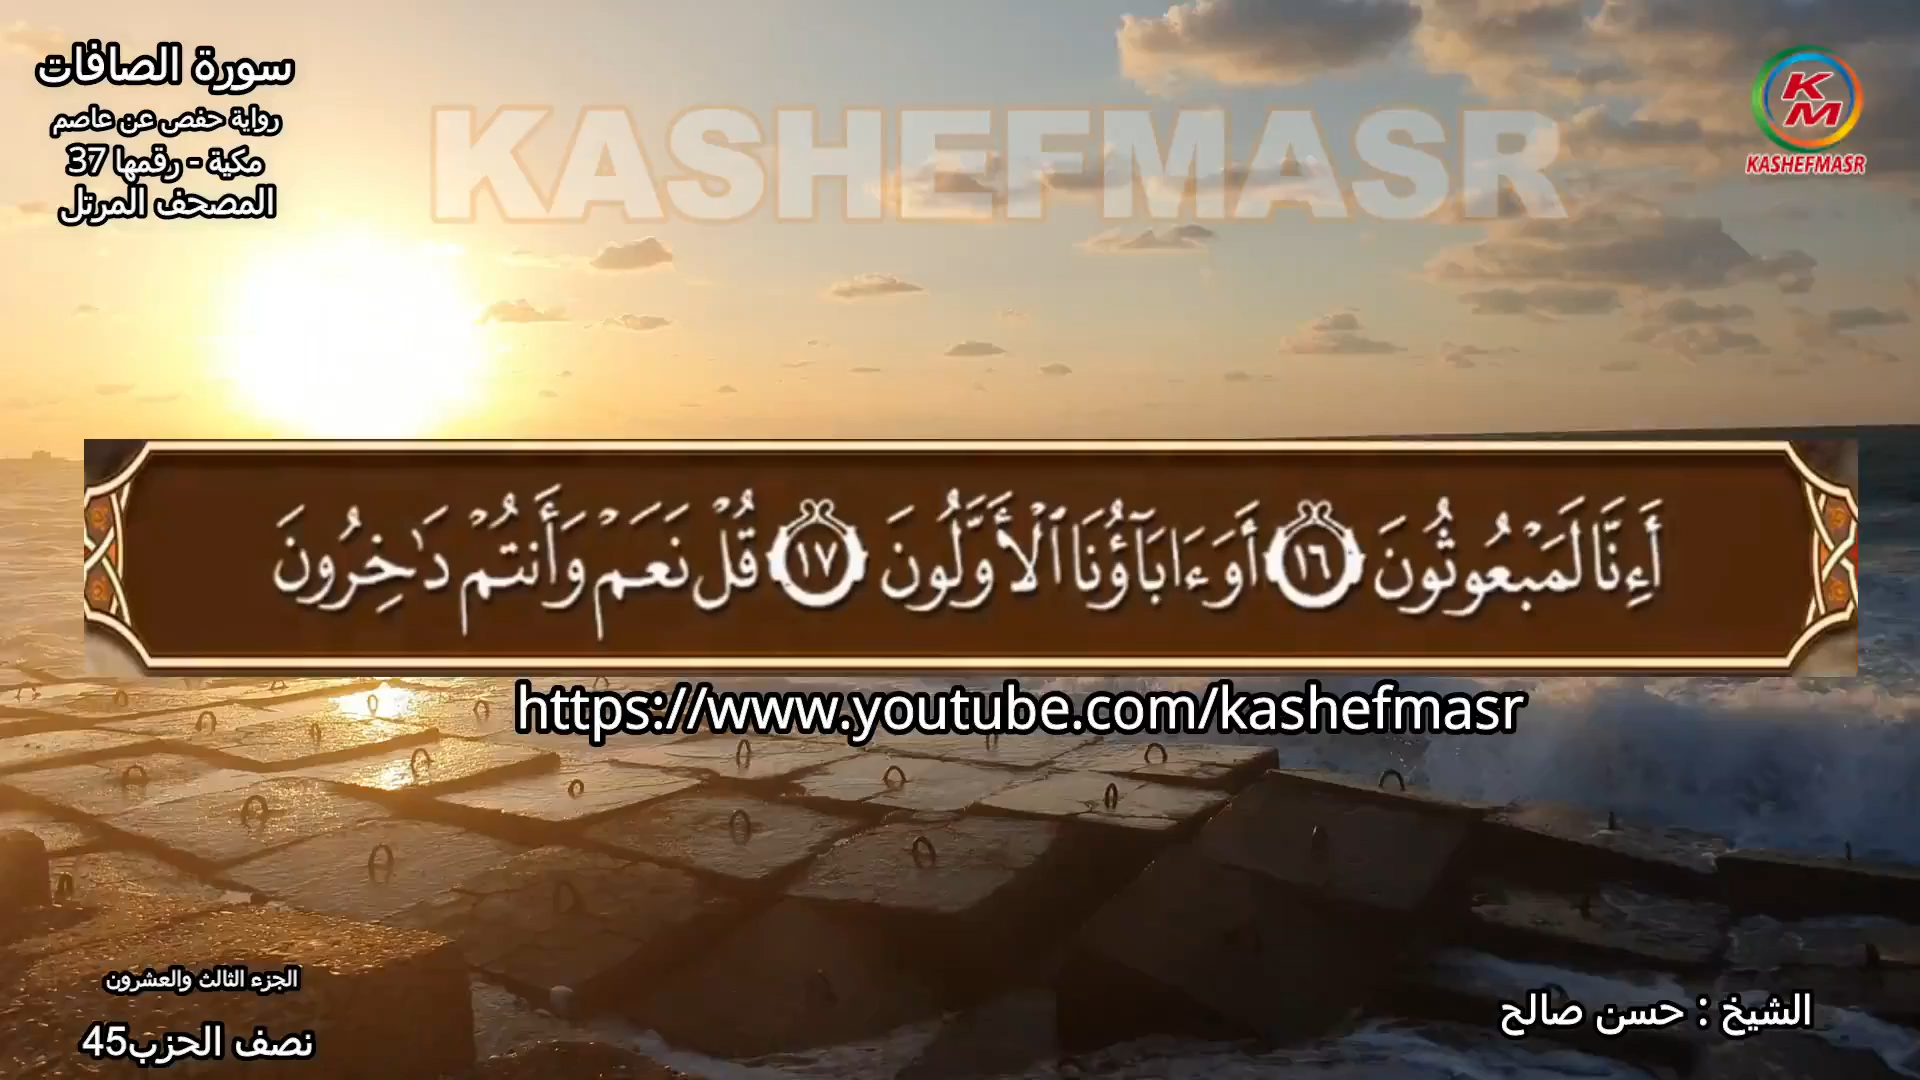 سورة الصافات
رواية حفص عن عاصم
مكية - رقمها 37
المصحف المرتل
KASHEFMASR
KM
KASHEFMASR
أَءِنَّا لَمَبْعُوثُونَ ١٦ أَوَءَابَآؤُنَا ٱلْأَوَّلُونَ ١٧ قُلْ نَعَمْ وَأَنتُمْ دَٰخِرُونَ
https://www.youtube.com/kashefmasr
الجزء الثالث والعشرون
نصف الحزب45
الشيخ : حسن صالح